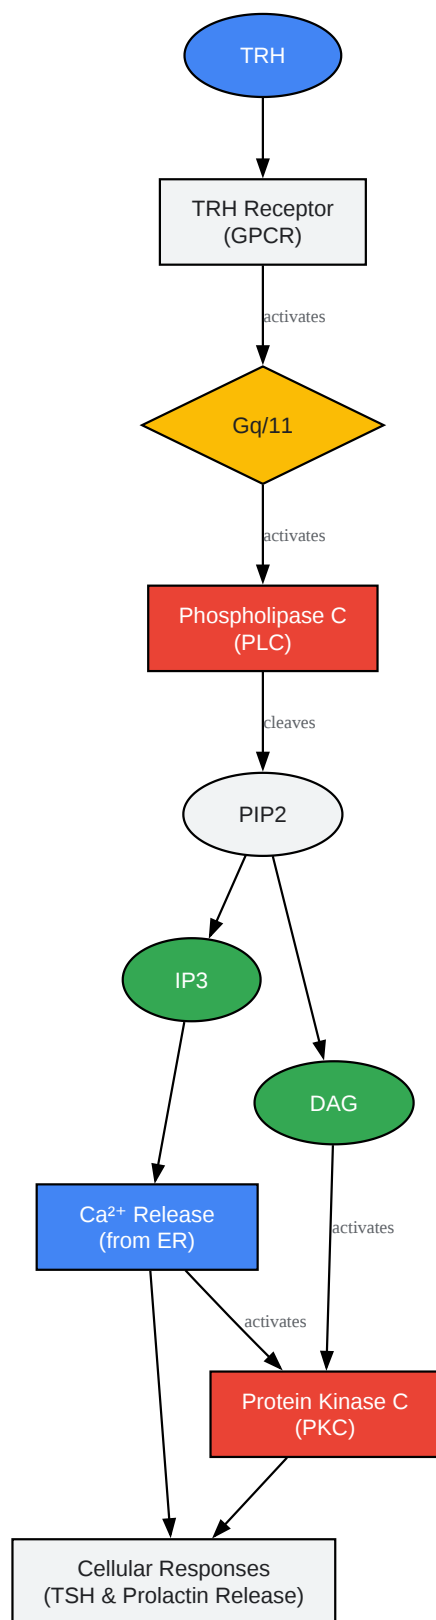 TRH
TRH Receptor
(GPCR)
activates
Gq/11
activates
Phospholipase C
(PLC)
cleaves
PIP2
IP3
DAG
Ca²⁺ Release
(from ER)
activates
activates
Protein Kinase C
(PKC)
Cellular Responses
(TSH & Prolactin Release)